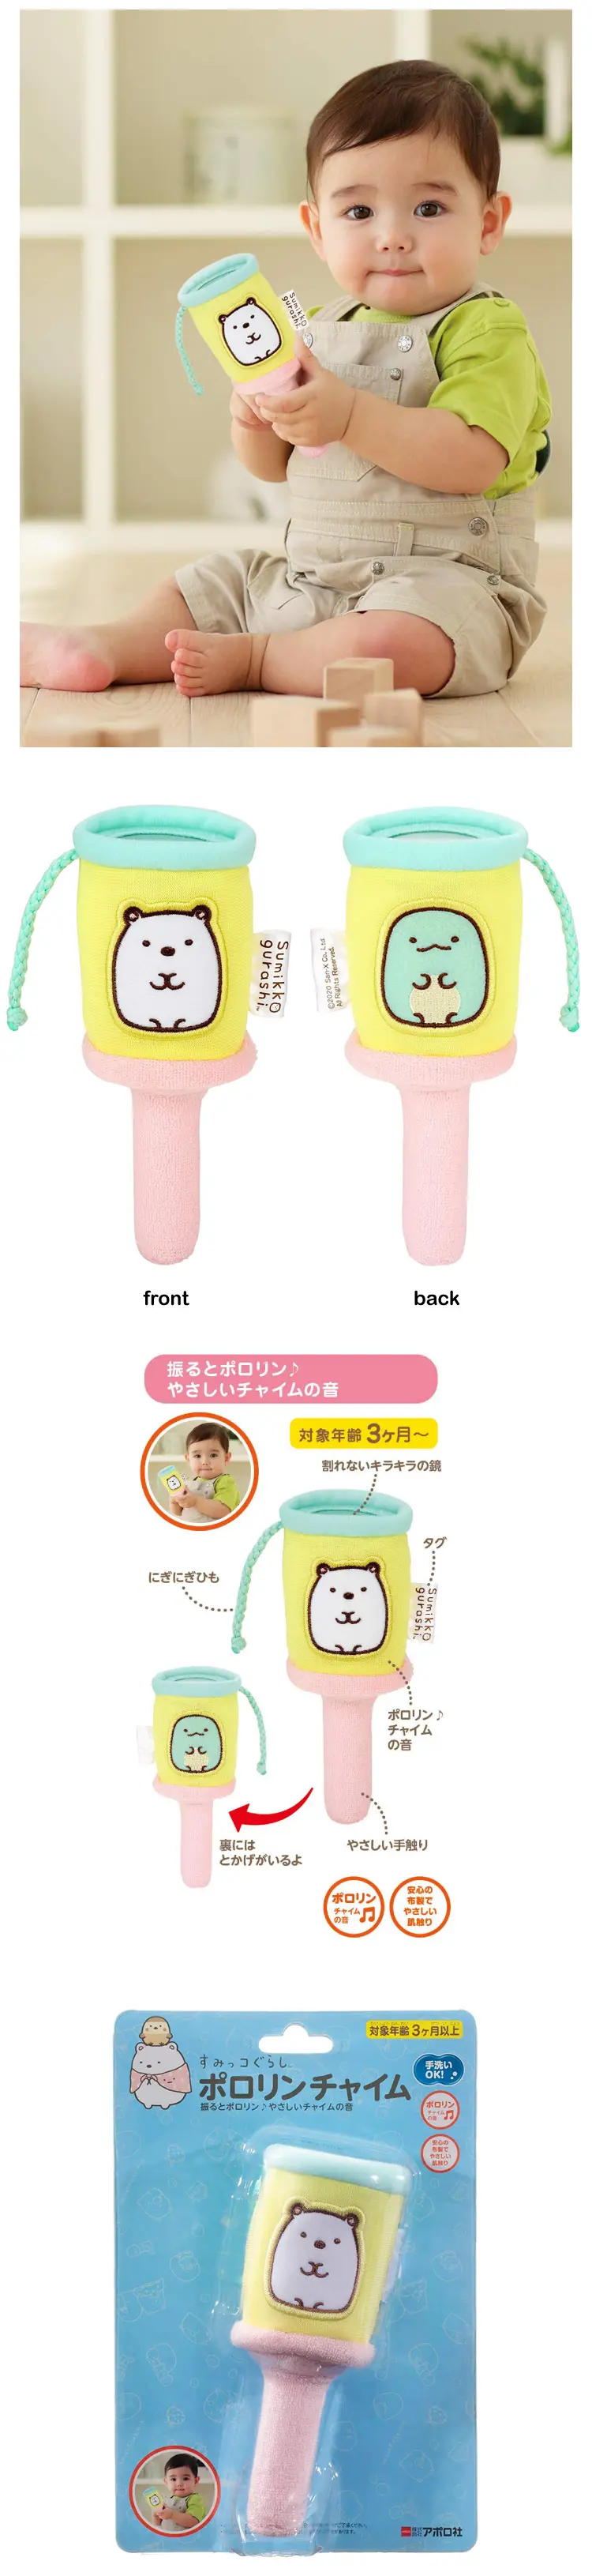 Sumikko
gurashi.
Sumikko
gurashi.
©2020 San-X Co., Ltd.
All Rights Reserved.
front
back
振るとポロリン♪
やさしいチャイムの音
対象年齢 3ヶ月～
割れないキラキラの鏡
タグ
にぎにぎひも
Sumikko
gurashi.
ポロリン♪
チャイム
の音
裏には
とかげがいるよ
やさしい手触り
ポロリン
チャイム
の音
安心の
布製で
やさしい
肌触り
対象年齢3ヶ月以上
すみっコぐらし
手洗い
OK!
ポロリンチャイム
振るとポロリン♪やさしいチャイムの音
ポロリン
チャイム
の音
安心の
布製で
やさしい
肌触り
株式会社アポロ社